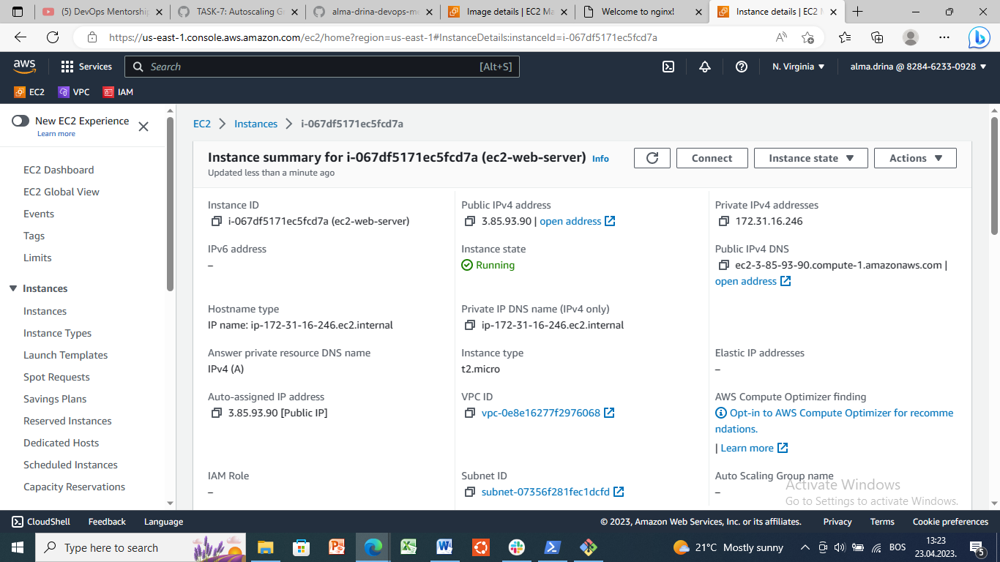 (5) DevOps Mentorship
TASK-7: Autoscaling G
alma-drina-devops-me
Image details | EC2 Ma
Welcome to nginx!
Instance details | EC2 M
https://us-east-1.console.aws.amazon.com/ec2/home?region=us-east-1#InstanceDetails:instanceId=i-067df5171ec5fcd7a
aws
Services
Search
[Alt+S]
N. Virginia
alma.drina @ 8284-6233-0928
EC2
VPC
IAM
New EC2 Experience
Learn more
EC2 Dashboard
EC2 Global View
Events
Tags
Limits
Instances
Instances
Instance Types
Launch Templates
Spot Requests
Savings Plans
Reserved Instances
Dedicated Hosts
Scheduled Instances
Capacity Reservations
EC2
Instances
i-067df5171ec5fcd7a
Instance summary for i-067df5171ec5fcd7a (ec2-web-server) Info
Updated less than a minute ago
Connect
Instance state
Actions
Instance ID
i-067df5171ec5fcd7a (ec2-web-server)
Public IPv4 address
3.85.93.90 | open address
Private IPv4 addresses
172.31.16.246
IPv6 address
–
Instance state
Running
Public IPv4 DNS
ec2-3-85-93-90.compute-1.amazonaws.com |
open address
Hostname type
IP name: ip-172-31-16-246.ec2.internal
Private IP DNS name (IPv4 only)
ip-172-31-16-246.ec2.internal
Answer private resource DNS name
IPv4 (A)
Instance type
t2.micro
Elastic IP addresses
–
Auto-assigned IP address
3.85.93.90 [Public IP]
VPC ID
vpc-0e8e16277f2976068
AWS Compute Optimizer finding
Opt-in to AWS Compute Optimizer for recomme
ndations.
| Learn more
IAM Role
–
Subnet ID
subnet-07356f281fec1dcfd
Auto Scaling Group name
–
Activate Windows
Go to Settings to activate Windows.
CloudShell
Feedback
Language
© 2023, Amazon Web Services, Inc. or its affiliates.
Privacy
Terms
Cookie preferences
Type here to search
21°C Mostly sunny
BOS
13:23
23.04.2023.
5